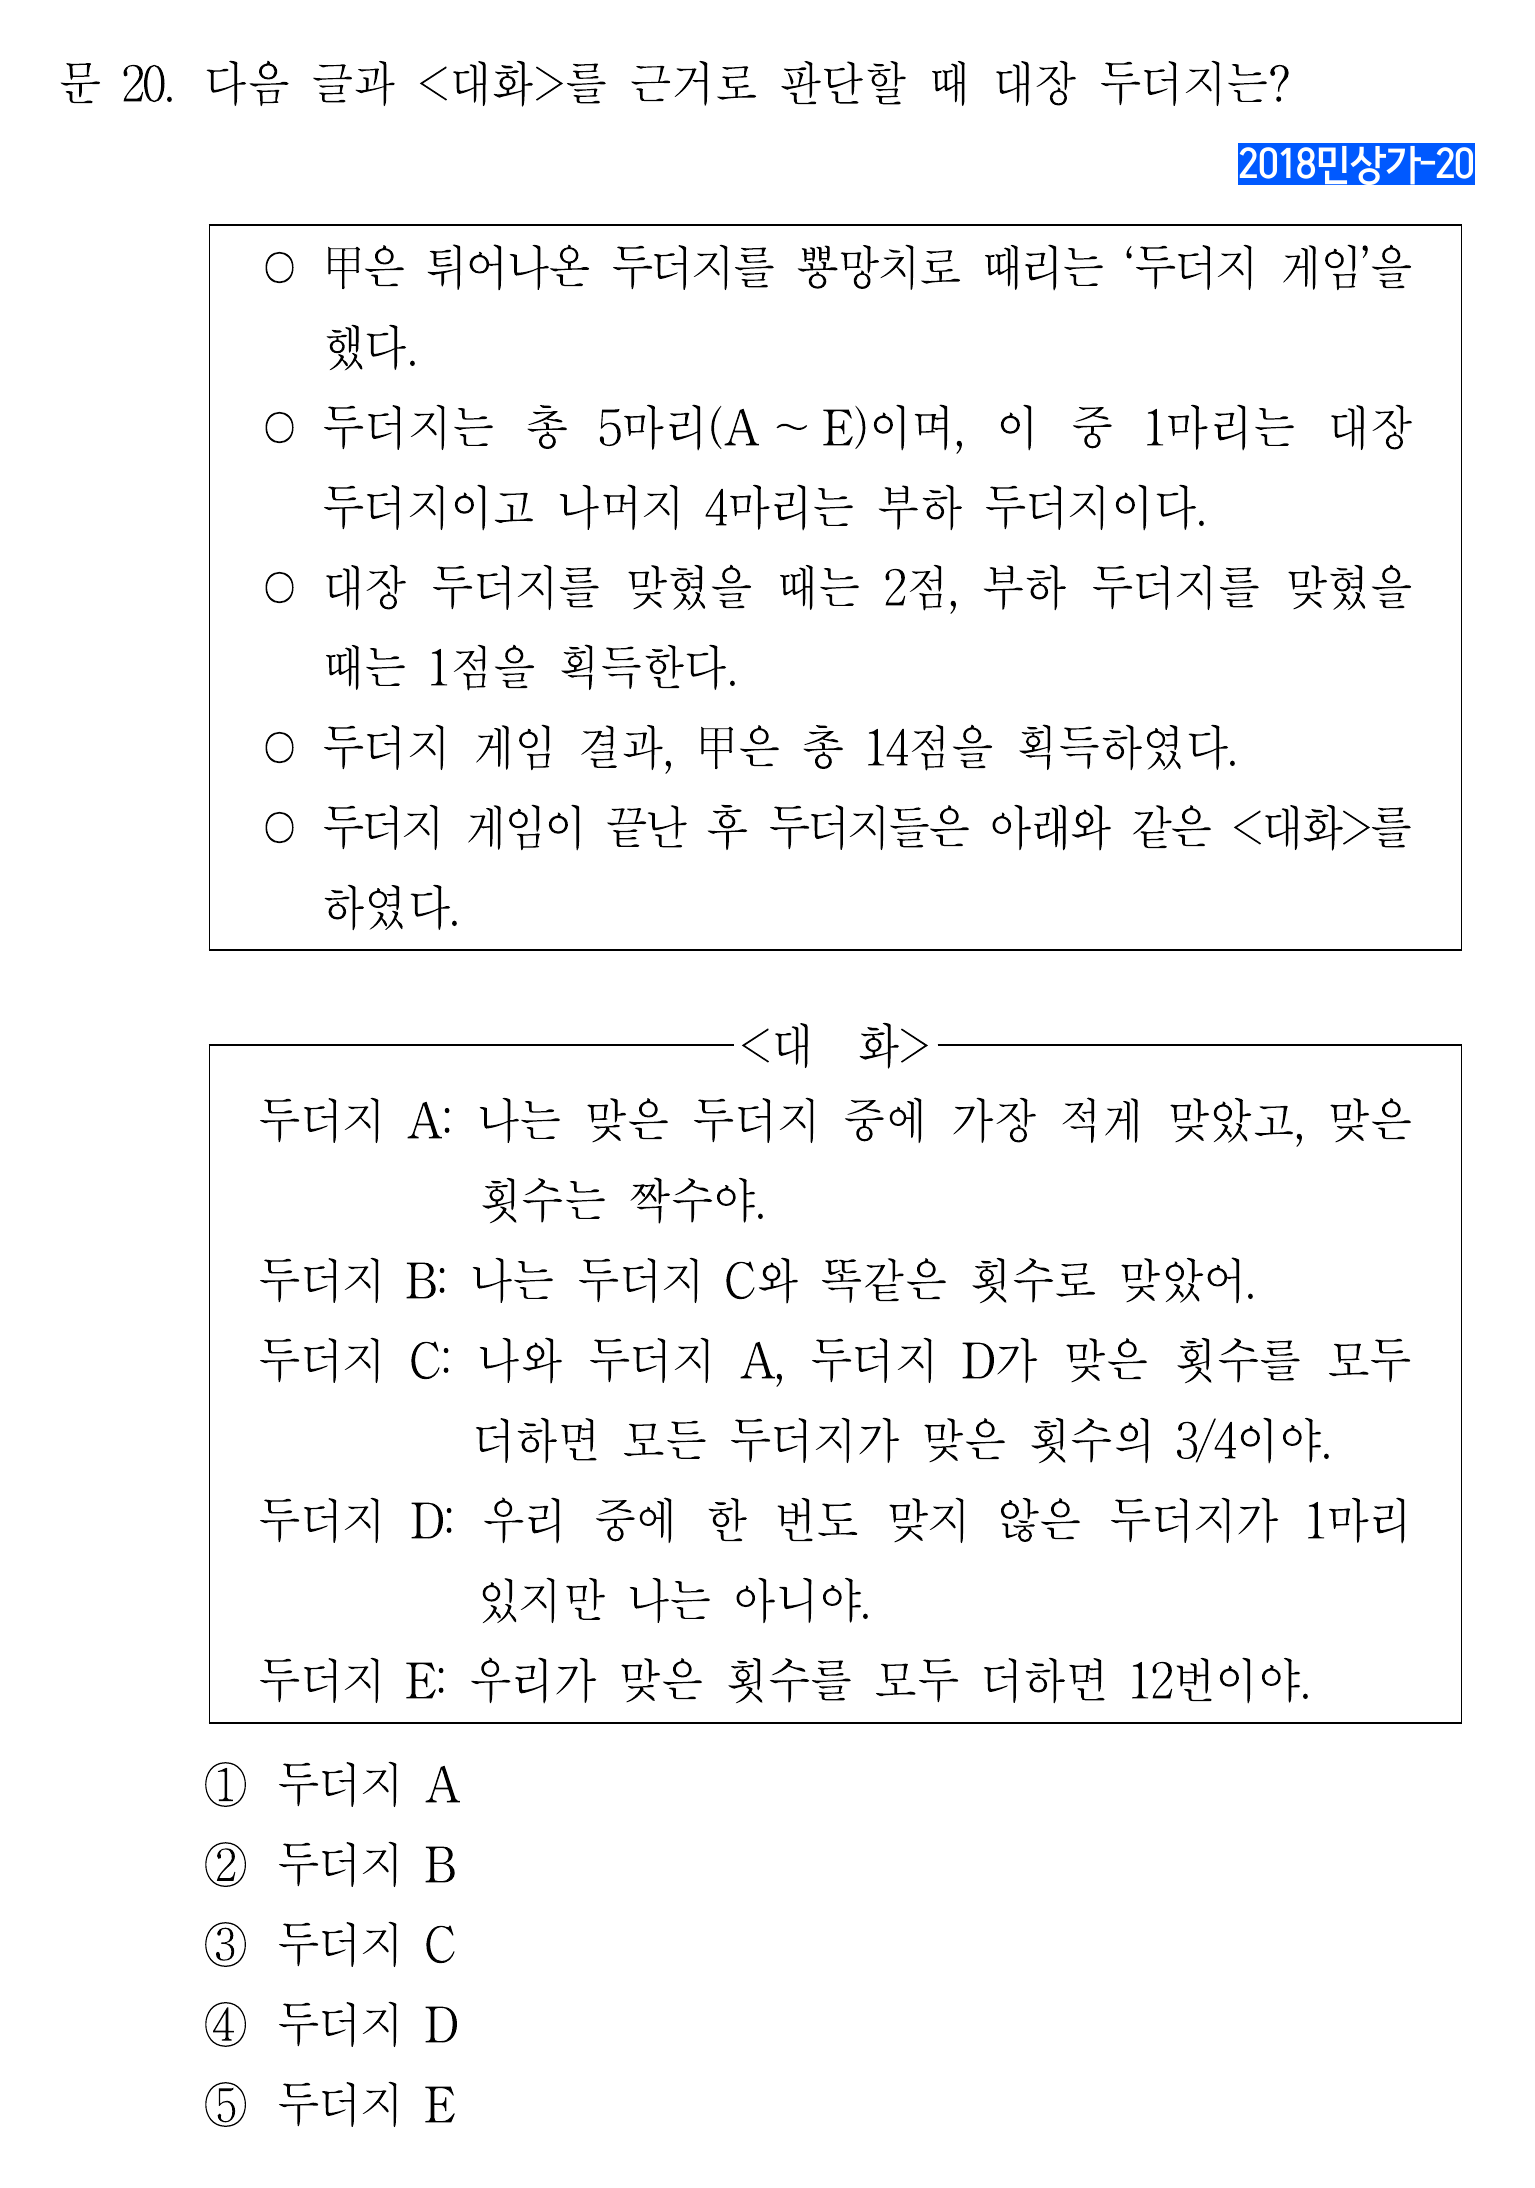 문 20. 다음 글과 <대화>를 근거로 판단할 때 대장 두더지는?
2018민상가-20
○ 甲은 튀어나온 두더지를 뿅망치로 때리는 ‘두더지 게임’을
했다.
○ 두더지는 총 5마리(A ~ E)이며, 이 중 1마리는 대장
두더지이고 나머지 4마리는 부하 두더지이다.
○ 대장 두더지를 맞혔을 때는 2점, 부하 두더지를 맞혔을
때는 1점을 획득한다.
○ 두더지 게임 결과, 甲은 총 14점을 획득하였다.
○ 두더지 게임이 끝난 후 두더지들은 아래와 같은 <대화>를
하였다.
<대 화>
두더지 A: 나는 맞은 두더지 중에 가장 적게 맞았고, 맞은
횟수는 짝수야.
두더지 B: 나는 두더지 C와 똑같은 횟수로 맞았어.
두더지 C: 나와 두더지 A, 두더지 D가 맞은 횟수를 모두
더하면 모든 두더지가 맞은 횟수의 3/4이야.
두더지 D: 우리 중에 한 번도 맞지 않은 두더지가 1마리
있지만 나는 아니야.
두더지 E: 우리가 맞은 횟수를 모두 더하면 12번이야.
① 두더지 A
② 두더지 B
③ 두더지 C
④ 두더지 D
⑤ 두더지 E